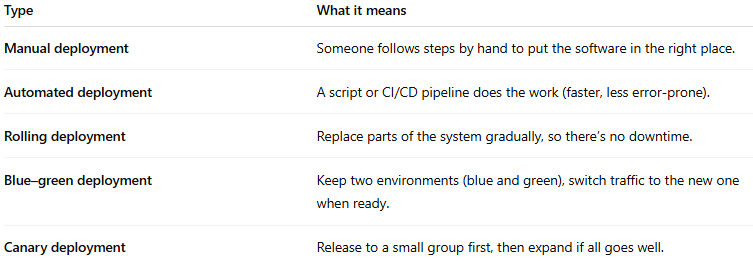 Type What it means
Manual deployment Someone follows steps by hand to put the software in the right place.
Automated deployment A script or CI/CD pipeline does the work (faster, less error-prone).
Rolling deployment Replace parts of the system gradually, so there’s no downtime.
Blue–green deployment Keep two environments (blue and green), switch traffic to the new one
when ready.
Canary deployment Release to a small group first, then expand if all goes well.